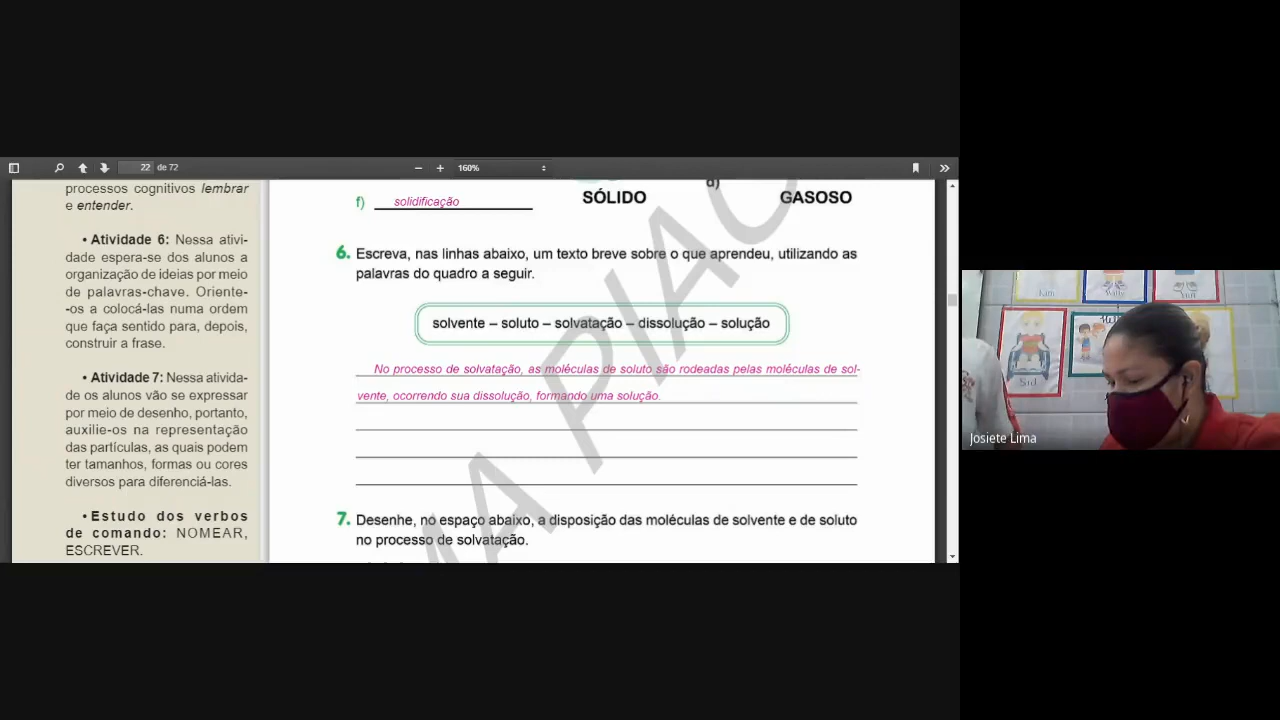 22 de 72
160%
processos cognitivos lembrar
e entender.
• Atividade 6: Nessa ativi-
dade espera-se dos alunos a
organização de ideias por meio
de palavras-chave. Oriente-
-os a colocá-las numa ordem
que faça sentido para, depois,
construir a frase.
• Atividade 7: Nessa ativida-
de os alunos vão se expressar
por meio de desenho, portanto,
auxilie-os na representação
das partículas, as quais podem
ter tamanhos, formas ou cores
diversos para diferenciá-las.
• Estudo dos verbos
de comando: NOMEAR,
ESCREVER.
f) solidificação
SÓLIDO
d)
GASOSO
6. Escreva, nas linhas abaixo, um texto breve sobre o que aprendeu, utilizando as
palavras do quadro a seguir.
solvente – soluto – solvatação – dissolução – solução
No processo de solvatação, as moléculas de soluto são rodeadas pelas moléculas de sol-
vente, ocorrendo sua dissolução, formando uma solução.
7. Desenhe, no espaço abaixo, a disposição das moléculas de solvente e de soluto
no processo de solvatação.
MA PIAC
Sid
Josiete Lima